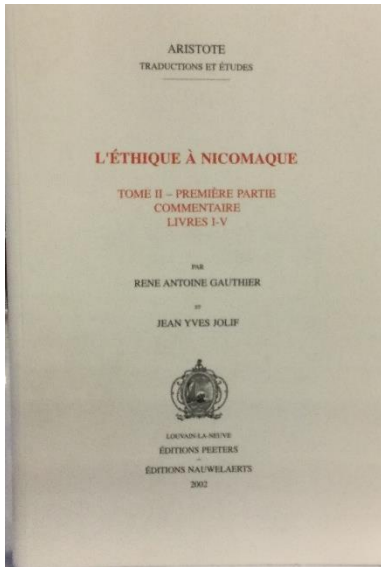 ARISTOTE
TRADUCTIONS ET ÉTUDES
L'ÉTHIQUE À NICOMAQUE
TOME II – PREMIÈRE PARTIE
COMMENTAIRE
LIVRES I-V
PAR
RENE ANTOINE GAUTHIER
ET
JEAN YVES JOLIF
LOUVAIN-LA-NEUVE
ÉDITIONS PEETERS
ÉDITIONS NAUWELAERTS
2002